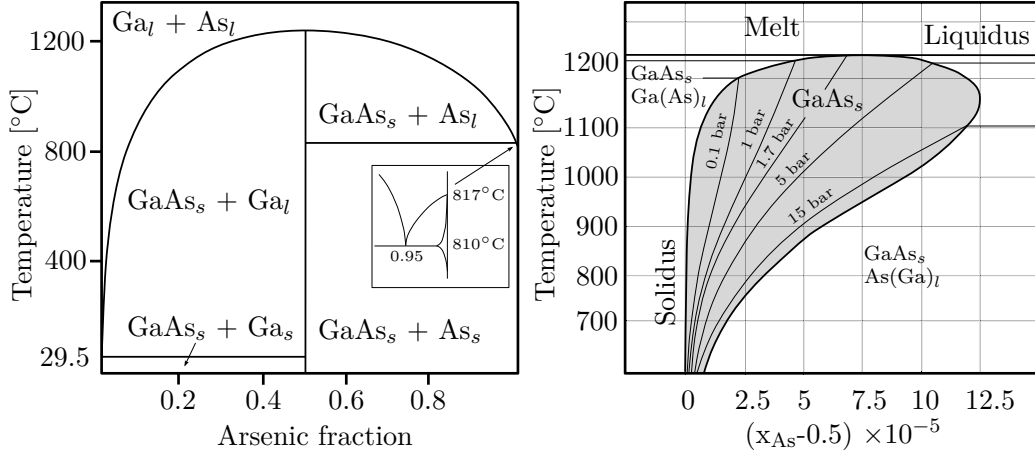 Ga_l + As_l
1200
800
400
29.5
Temperature [°C]
GaAs_s + As_l
GaAs_s + Ga_l
817°C
810°C
0.95
GaAs_s + Ga_s
GaAs_s + As_s
0.2
0.4
0.6
0.8
Arsenic fraction
Melt
Liquidus
1200
1100
1000
900
800
700
Temperature [°C]
GaAs_s
Ga(As)_l
GaAs_s
0.1 bar
1 bar
1.7 bar
5 bar
15 bar
Solidus
GaAs_s
As(Ga)_l
0
2.5
5
7.5
10
12.5
(x_As-0.5) ×10^-5